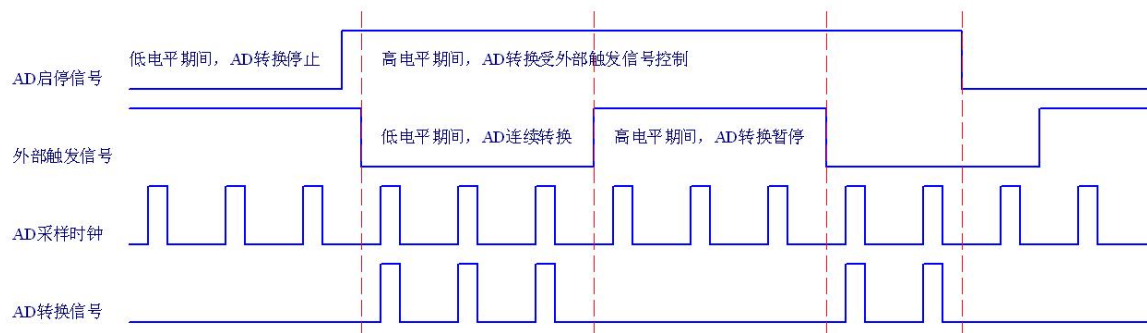 低电平期间，AD转换停止
高电平期间，AD转换受外部触发信号控制
AD启停信号
低电平期间，AD连续转换
高电平期间，AD转换暂停
外部触发信号
AD采样时钟
AD转换信号